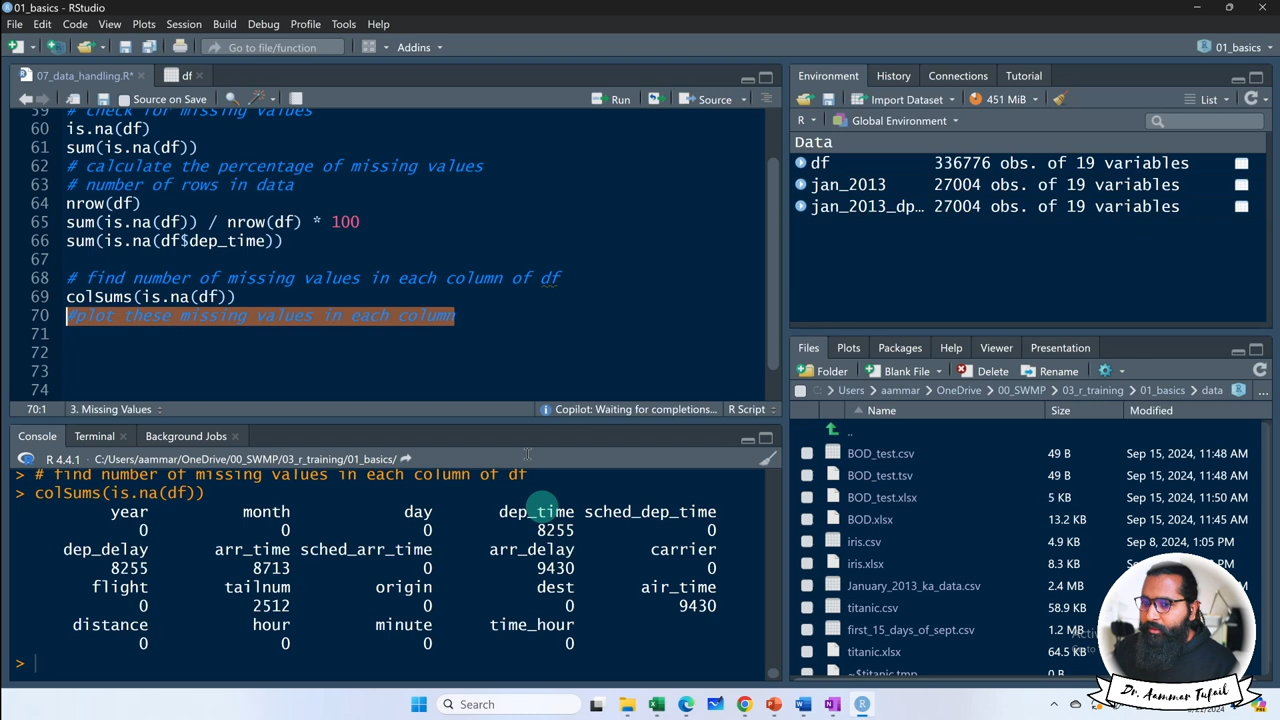 01_basics - RStudio
File Edit Code View Plots Session Build Debug Profile Tools Help
Go to file/function Addins 01_basics
07_data_handling.R* df
Source on Save Run Source
59 # check for missing values
60 is.na(df)
61 sum(is.na(df))
62 # calculate the percentage of missing values
63 # number of rows in data
64 nrow(df)
65 sum(is.na(df)) / nrow(df) * 100
66 sum(is.na(df$dep_time))
67
68 # find number of missing values in each column of df
69 colSums(is.na(df))
70 #plot these missing values in each column
71
72
73
74
70:1 3. Missing Values Copilot: Waiting for completions... R Script
Console Terminal Background Jobs
R 4.4.1 · C:/Users/aammar/OneDrive/00_SWMP/03_r_training/01_basics/
> # find number of missing values in each column of df
> colSums(is.na(df))
year month day dep_time sched_dep_time
0 0 0 8255 0
dep_delay arr_time sched_arr_time arr_delay carrier
8255 8713 0 9430 0
flight tailnum origin dest air_time
0 2512 0 0 9430
distance hour minute time_hour
0 0 0 0
>
Environment History Connections Tutorial
Import Dataset 451 MiB List
R Global Environment
Data
df 336776 obs. of 19 variables
jan_2013 27004 obs. of 19 variables
jan_2013_dp... 27004 obs. of 19 variables
Files Plots Packages Help Viewer Presentation
Folder Blank File Delete Rename
C: Users aammar OneDrive 00_SWMP 03_r_training 01_basics data ...
Name Size Modified
..
BOD_test.csv 49 B Sep 15, 2024, 11:48 AM
BOD_test.tsv 49 B Sep 15, 2024, 11:48 AM
BOD_test.xlsx 5 KB Sep 15, 2024, 11:50 AM
BOD.xlsx 13.2 KB Sep 15, 2024, 11:45 AM
iris.csv 4.9 KB Sep 8, 2024, 1:05 PM
iris.xlsx 8.3 KB
January_2013_ka_data.csv 2.4 MB
titanic.csv 58.9 KB
first_15_days_of_sept.csv 1.2 MB
titanic.xlsx 64.5 KB
~$titanic.tmp 0 B
Dr. Aammar Tufail
Search